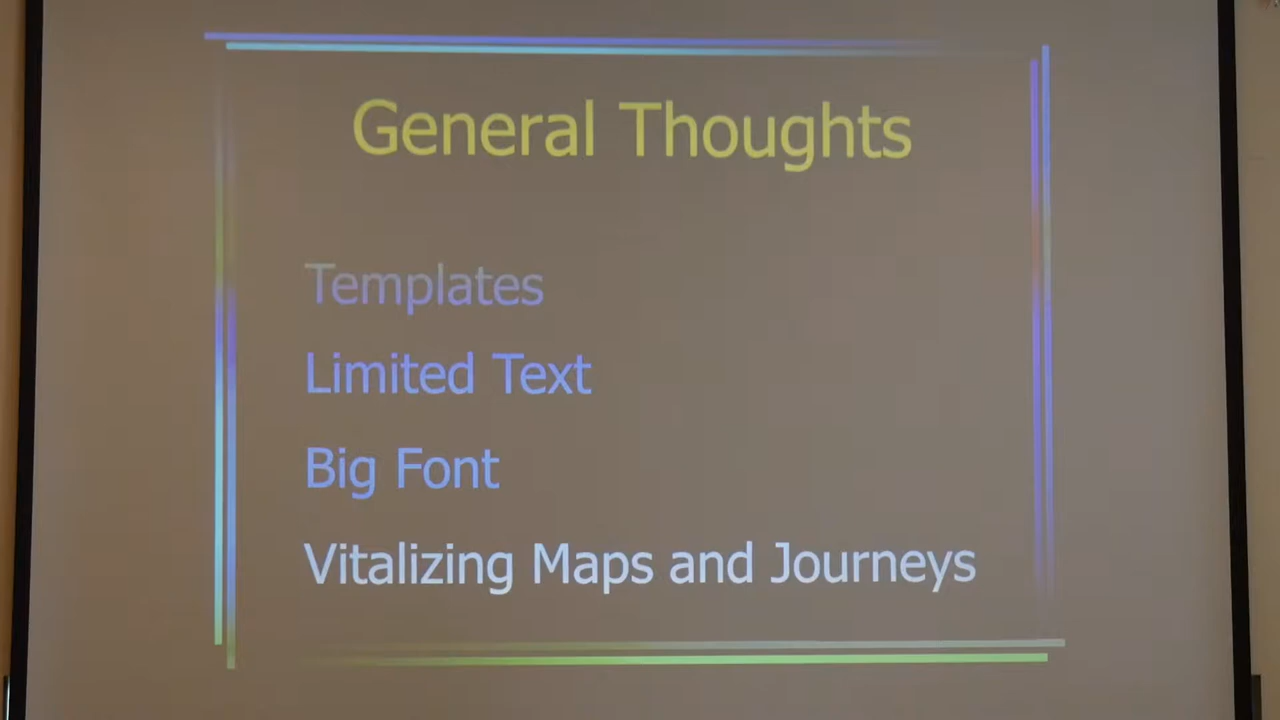 General Thoughts
Templates
Limited Text
Big Font
Vitalizing Maps and Journeys